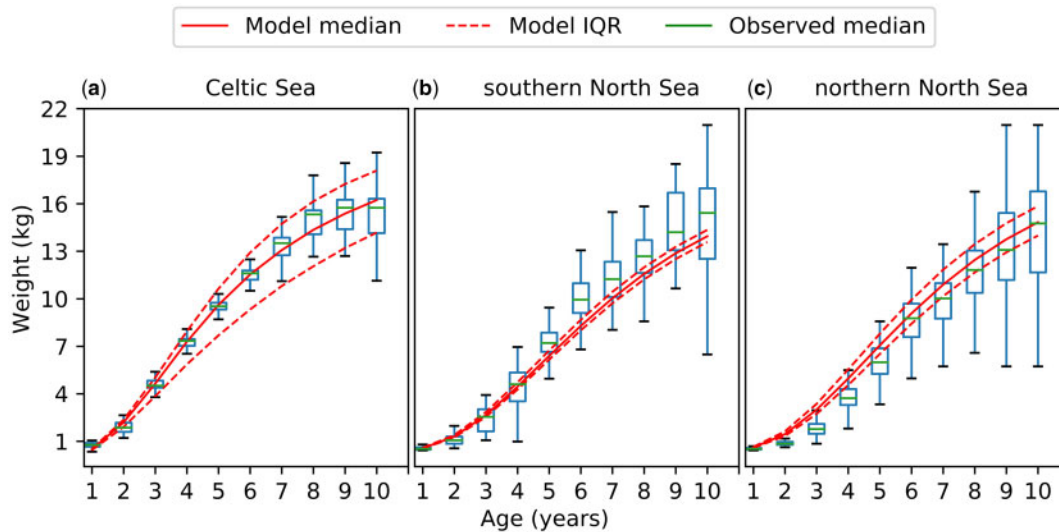 Model median Model IQR Observed median
(a) Celtic Sea (b) southern North Sea (c) northern North Sea
22
19
16
13
10
7
4
1
Weight (kg)
1 2 3 4 5 6 7 8 9 10 1 2 3 4 5 6 7 8 9 10 1 2 3 4 5 6 7 8 9 10
Age (years)